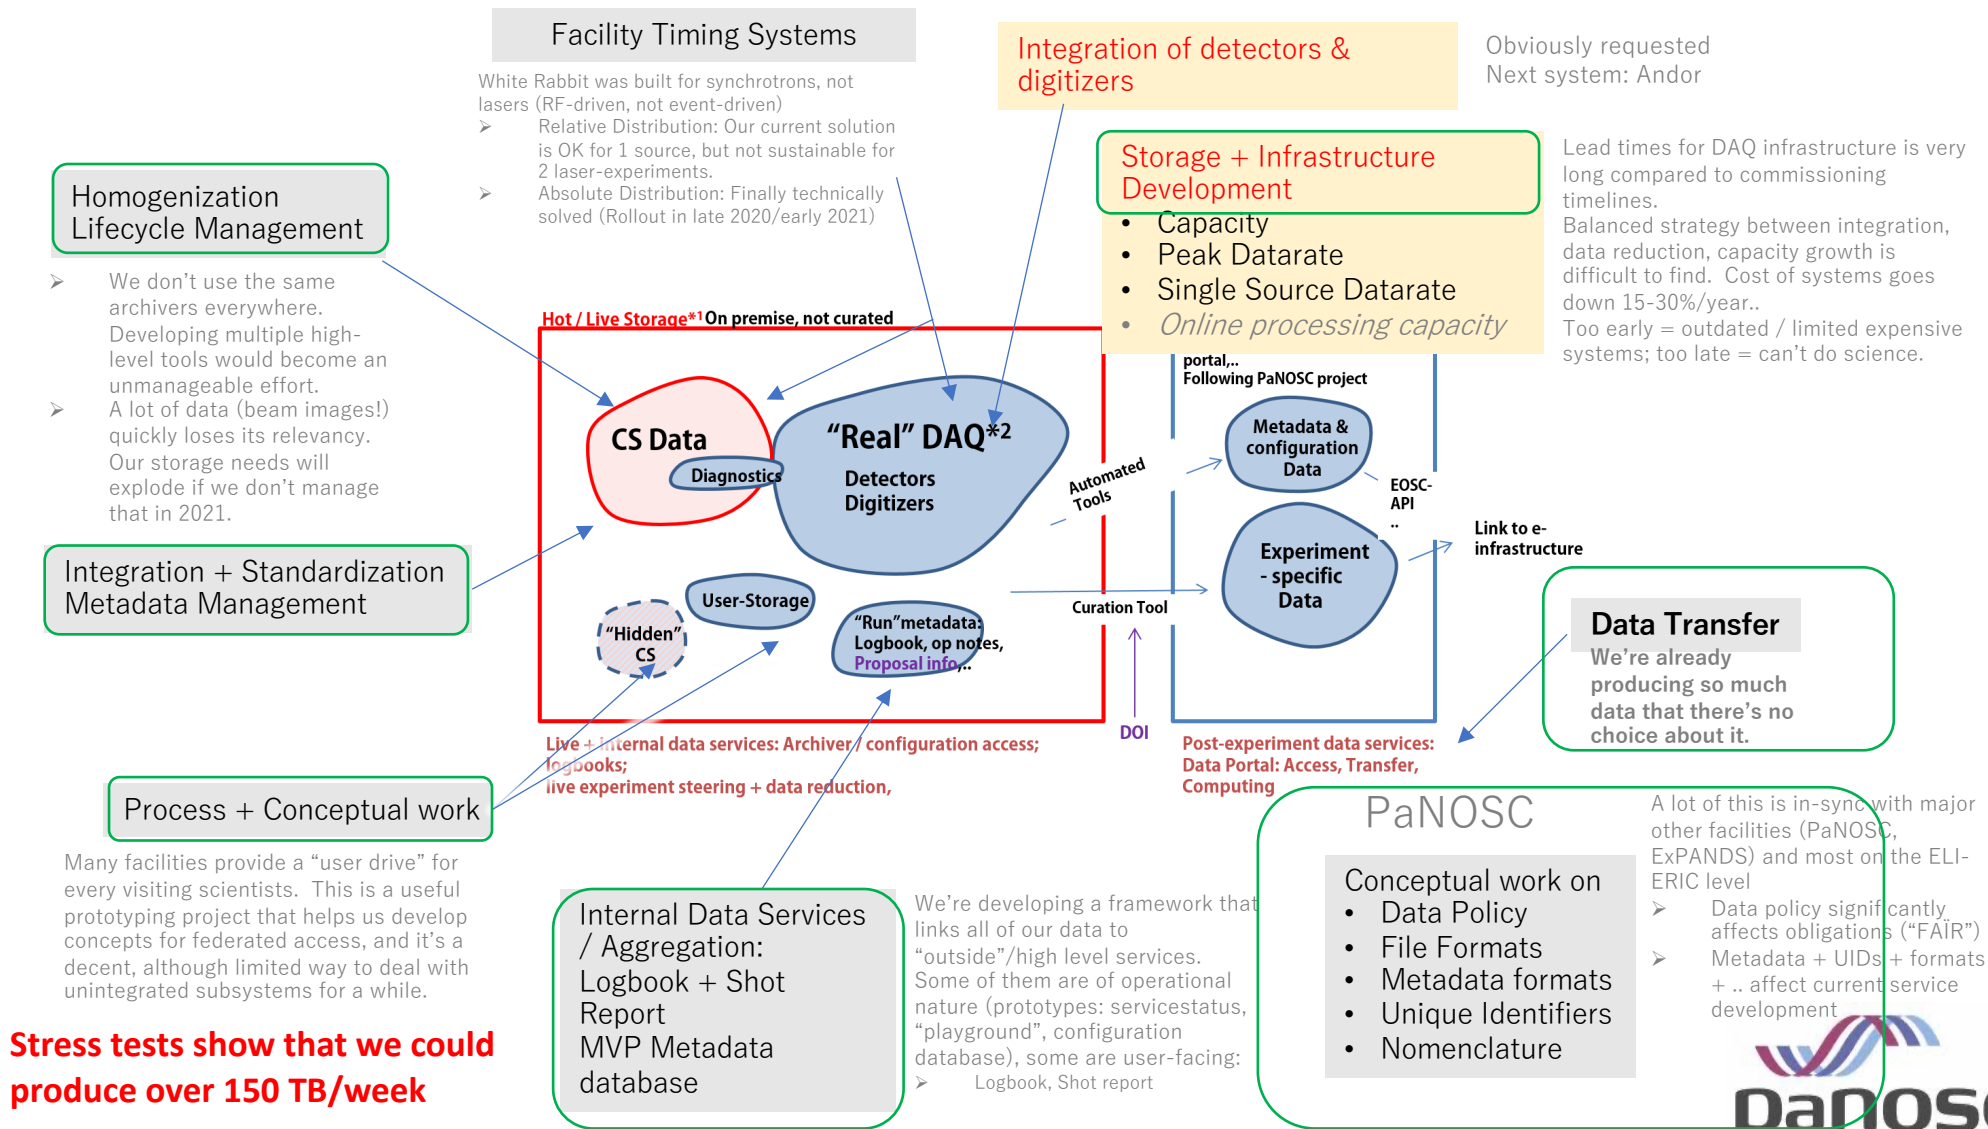 Facility Timing Systems
White Rabbit was built for synchrotrons, not
lasers (RF-driven, not event-driven)
➢ Relative Distribution: Our current solution
is OK for 1 source, but not sustainable for
2 laser-experiments.
➢ Absolute Distribution: Finally technically
solved (Rollout in late 2020/early 2021)
Integration of detectors &
digitizers
Obviously requested
Next system: Andor
Storage + Infrastructure
Development
• Capacity
• Peak Datarate
• Single Source Datarate
• Online processing capacity
Lead times for DAQ infrastructure is very
long compared to commissioning
timelines.
Balanced strategy between integration,
data reduction, capacity growth is
difficult to find. Cost of systems goes
down 15-30%/year..
Too early = outdated / limited expensive
systems; too late = can't do science.
Homogenization
Lifecycle Management
➢ We don't use the same
archivers everywhere.
Developing multiple high-
level tools would become an
unmanageable effort.
➢ A lot of data (beam images!)
quickly loses its relevancy.
Our storage needs will
explode if we don't manage
that in 2021.
Integration + Standardization
Metadata Management
Hot / Live Storage*1 On premise, not curated
CS Data
Diagnostics
“Real” DAQ*2
Detectors
Digitizers
User-Storage
“Hidden”
CS
“Run”metadata:
Logbook, op notes,
Proposal info,..
Automated
Tools
Curation Tool
DOI
portal,..
Following PaNOSC project
Metadata &
configuration
Data
EOSC-
API
..
Experiment
- specific
Data
Link to e-
infrastructure
Live + internal data services: Archiver / configuration access;
logbooks;
live experiment steering + data reduction,
Post-experiment data services:
Data Portal: Access, Transfer,
Computing
Data Transfer
We're already
producing so much
data that there's no
choice about it.
Process + Conceptual work
Many facilities provide a “user drive” for
every visiting scientists. This is a useful
prototyping project that helps us develop
concepts for federated access, and it's a
decent, although limited way to deal with
unintegrated subsystems for a while.
Stress tests show that we could
produce over 150 TB/week
Internal Data Services
/ Aggregation:
Logbook + Shot
Report
MVP Metadata
database
We're developing a framework that
links all of our data to
“outside”/high level services.
Some of them are of operational
nature (prototypes: servicestatus,
“playground”, configuration
database), some are user-facing:
➢ Logbook, Shot report
PaNOSC
Conceptual work on
• Data Policy
• File Formats
• Metadata formats
• Unique Identifiers
• Nomenclature
A lot of this is in-sync with major
other facilities (PaNOSC,
ExPANDS) and most on the ELI-
ERIC level
➢ Data policy significantly
affects obligations (“FAIR”)
➢ Metadata + UIDs + formats
+ .. affect current service
development
panosc